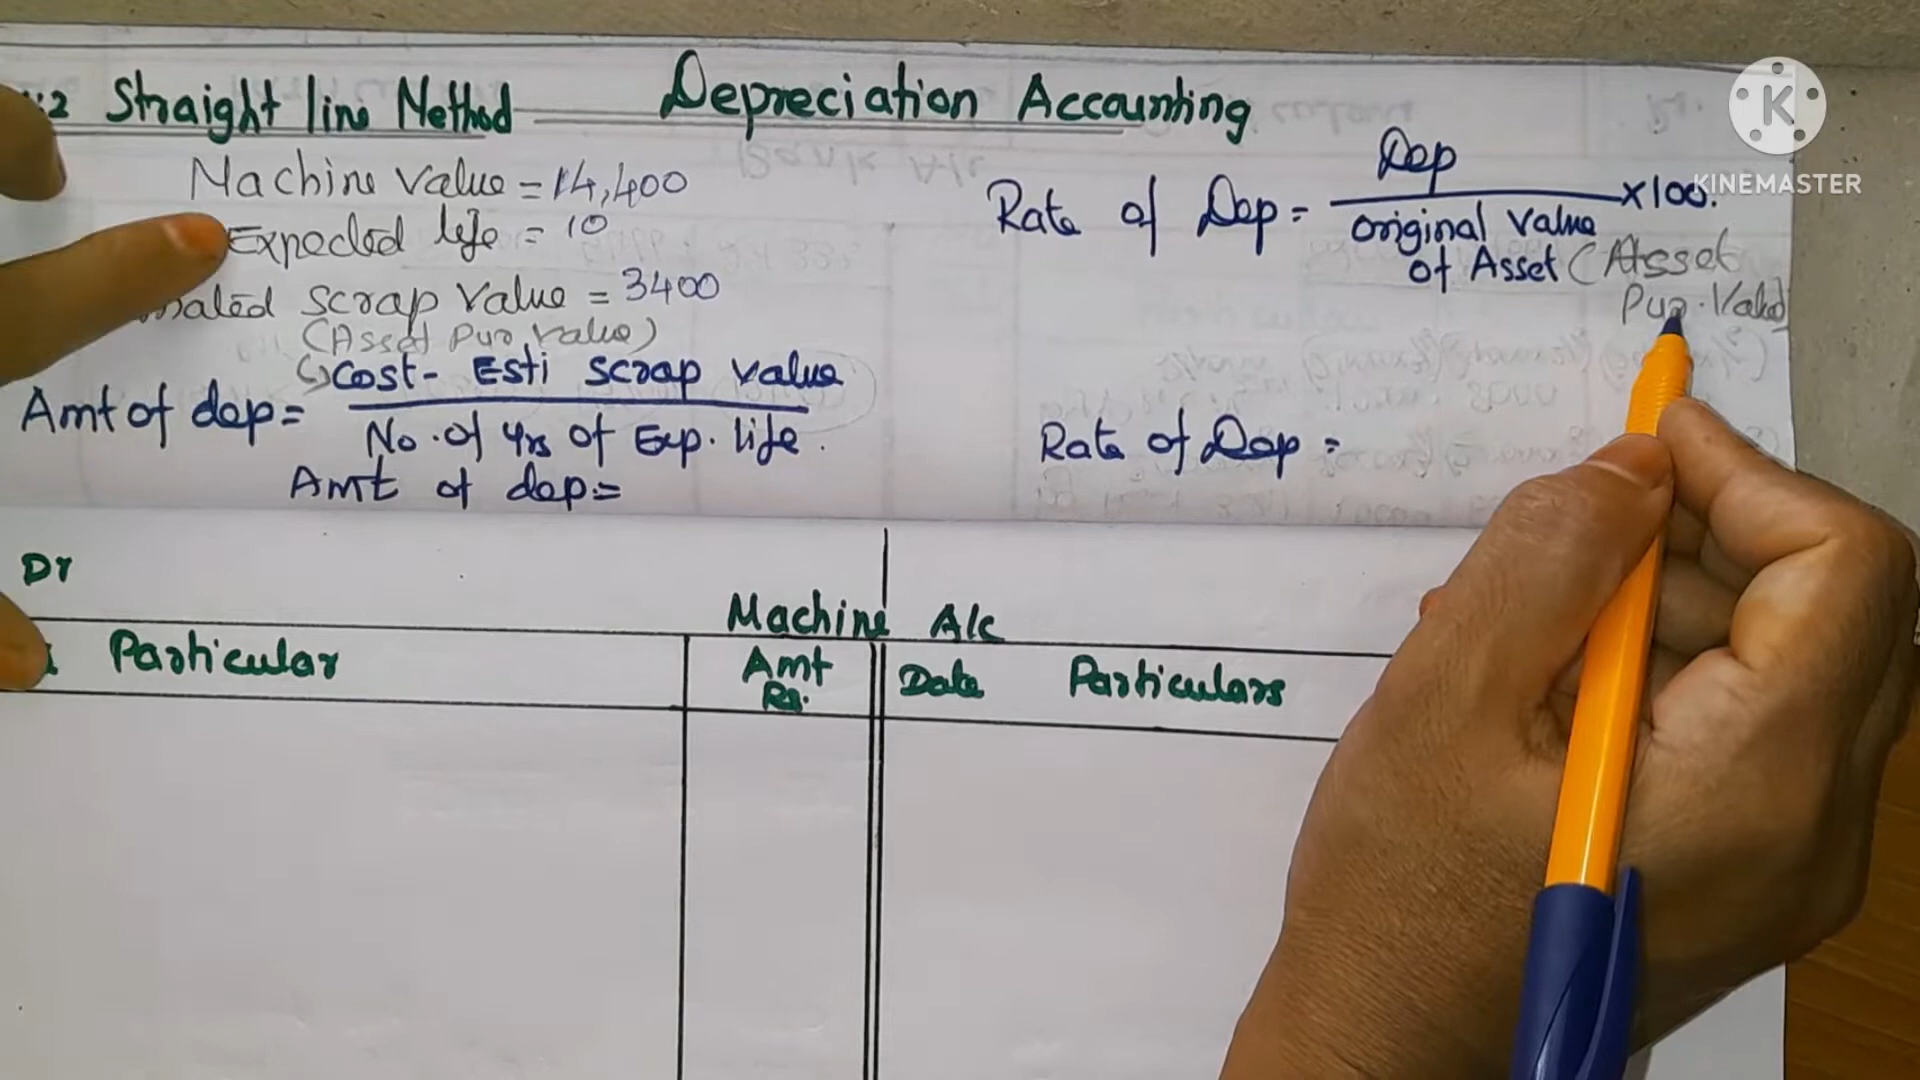 Straight line Method Depreciation Accounting
Machine value = 14,400
Expected life = 10
scrap value = 3400
(Asset Pur value)
Cost - Esti scrap value
Amt of dep =
No. of yrs of Exp. life.
Amt of dep =
Dep
Rate of Dep = x100.
original value
of Asset (Asset
Pur. Value)
Rate of Dep =
KINEMASTER
Dr
Machine A/c
Particular Amt Date Particulars
Rs.